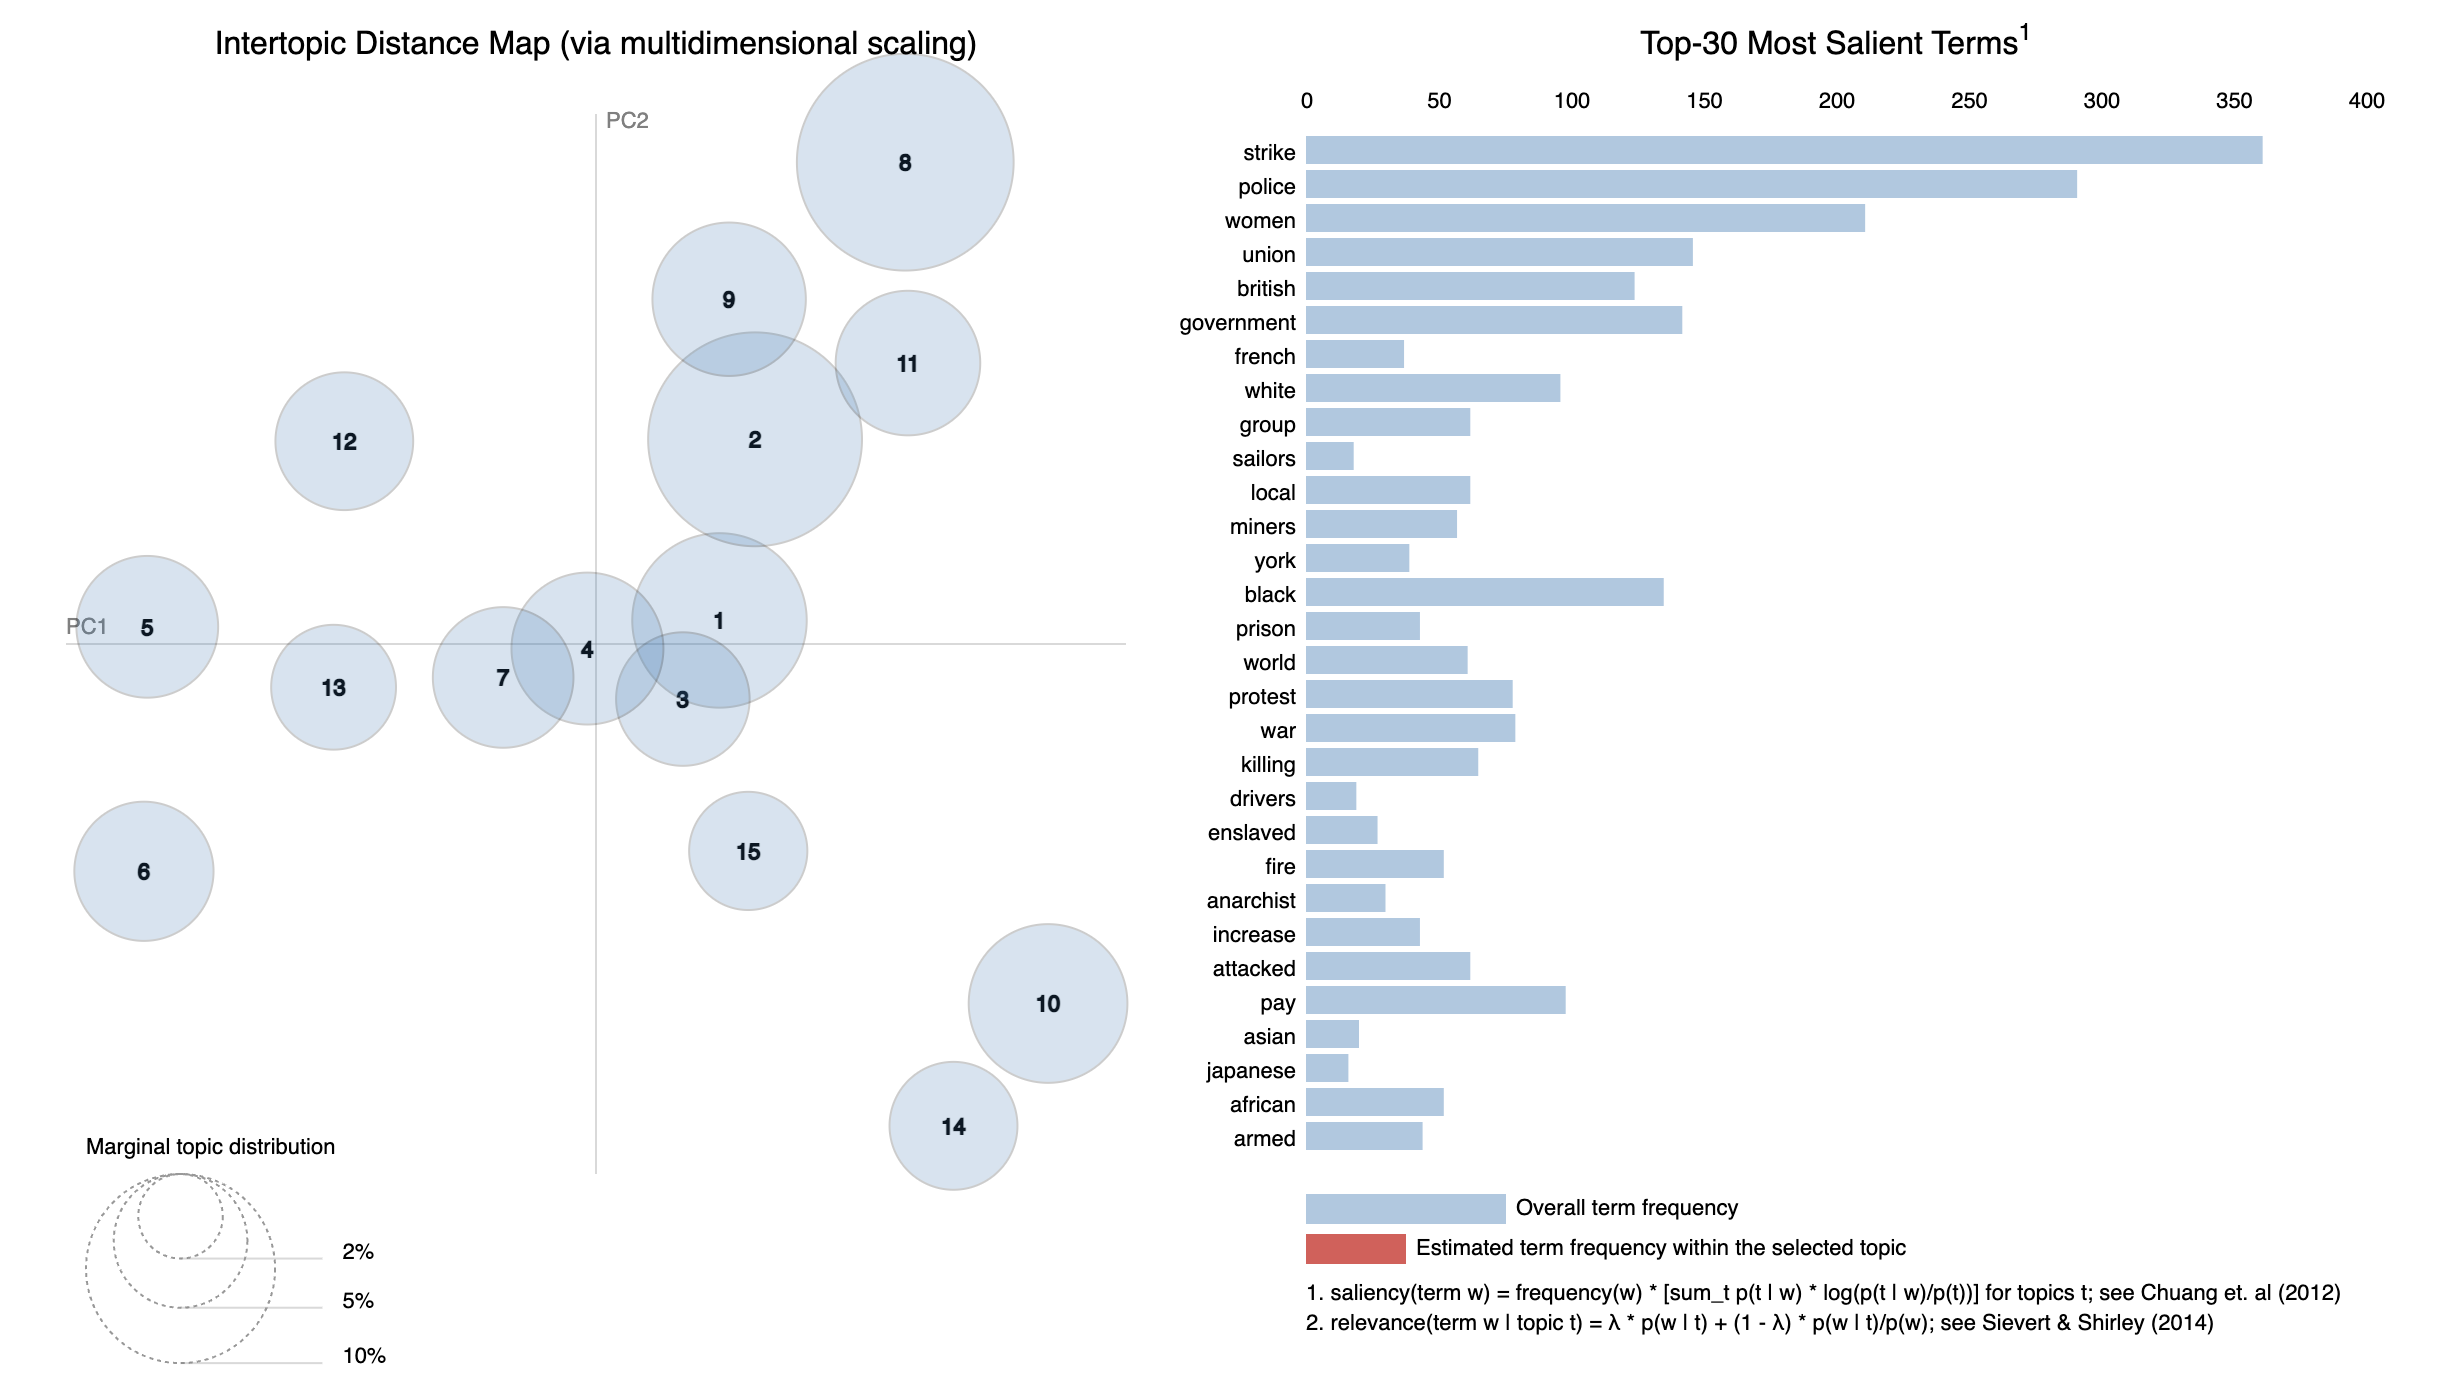 Intertopic Distance Map (via multidimensional scaling)
PC2
8
9
11
12
2
5
PC1
1
4
7
13
3
15
6
10
14
Marginal topic distribution
2%
5%
10%
Top-30 Most Salient Terms1
0 50 100 150 200 250 300 350 400
strike
police
women
union
british
government
french
white
group
sailors
local
miners
york
black
prison
world
protest
war
killing
drivers
enslaved
fire
anarchist
increase
attacked
pay
asian
japanese
african
armed
Overall term frequency
Estimated term frequency within the selected topic
1. saliency(term w) = frequency(w) * [sum_t p(t | w) * log(p(t | w)/p(t))] for topics t; see Chuang et. al (2012)
2. relevance(term w | topic t) = λ * p(w | t) + (1 - λ) * p(w | t)/p(w); see Sievert & Shirley (2014)